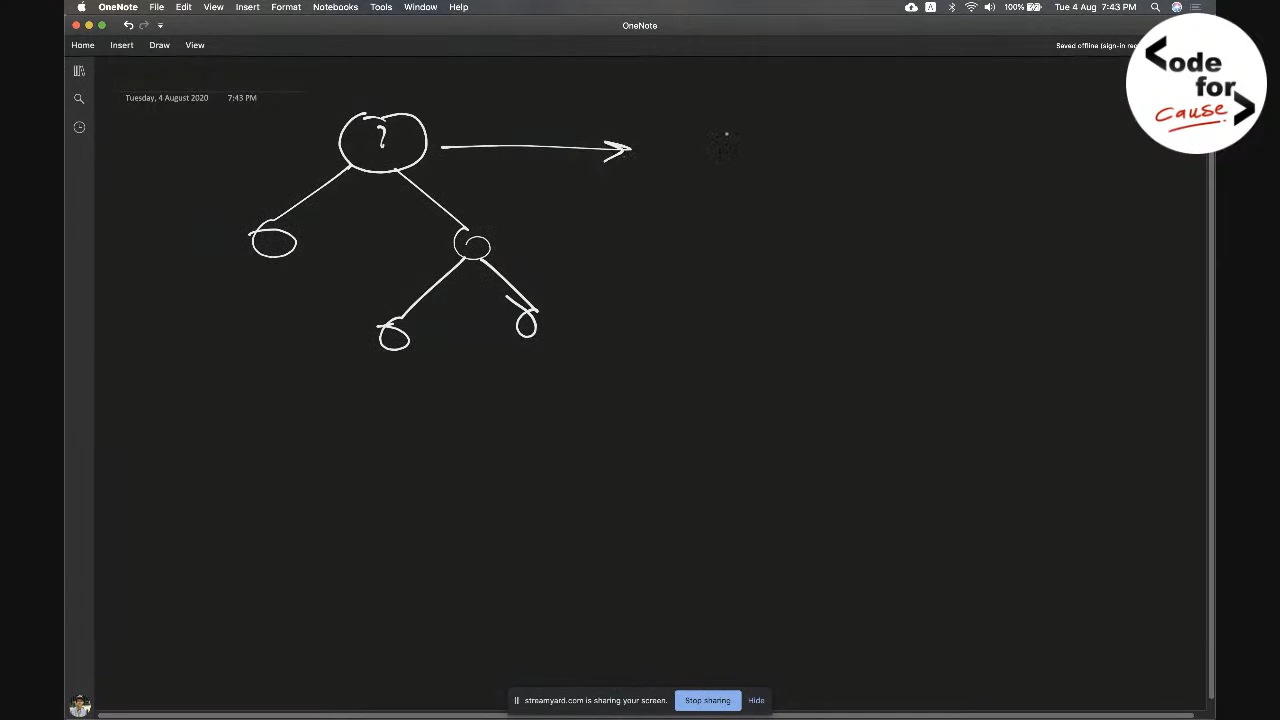 OneNote File Edit View Insert Format Notebooks Tools Window Help 100% Tue 4 Aug 7:43 PM
OneNote
Home Insert Draw View Saved offline (sign-in
<ode
for
cause >
Tuesday, 4 August 2020 7:43 PM
?
streamyard.com is sharing your screen. Stop sharing Hide